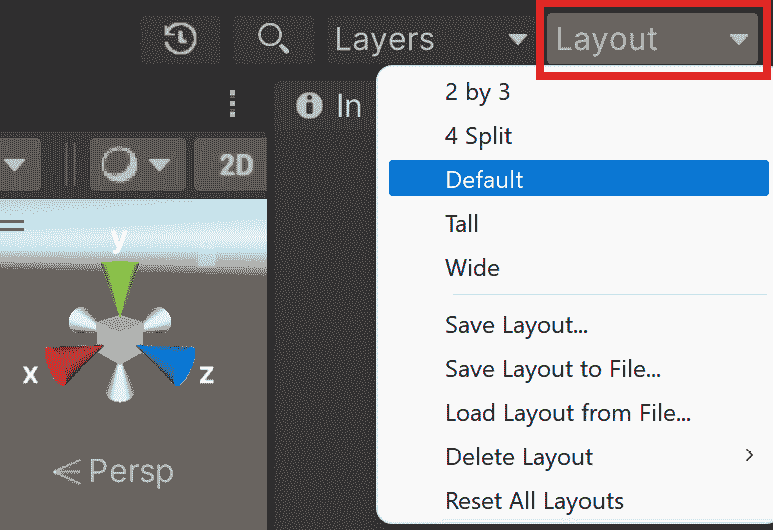 Layers
Layout
In
2 by 3
4 Split
2D
Default
y
Tall
Wide
Save Layout...
x
z
Save Layout to File...
Load Layout from File...
Persp
Delete Layout
Reset All Layouts